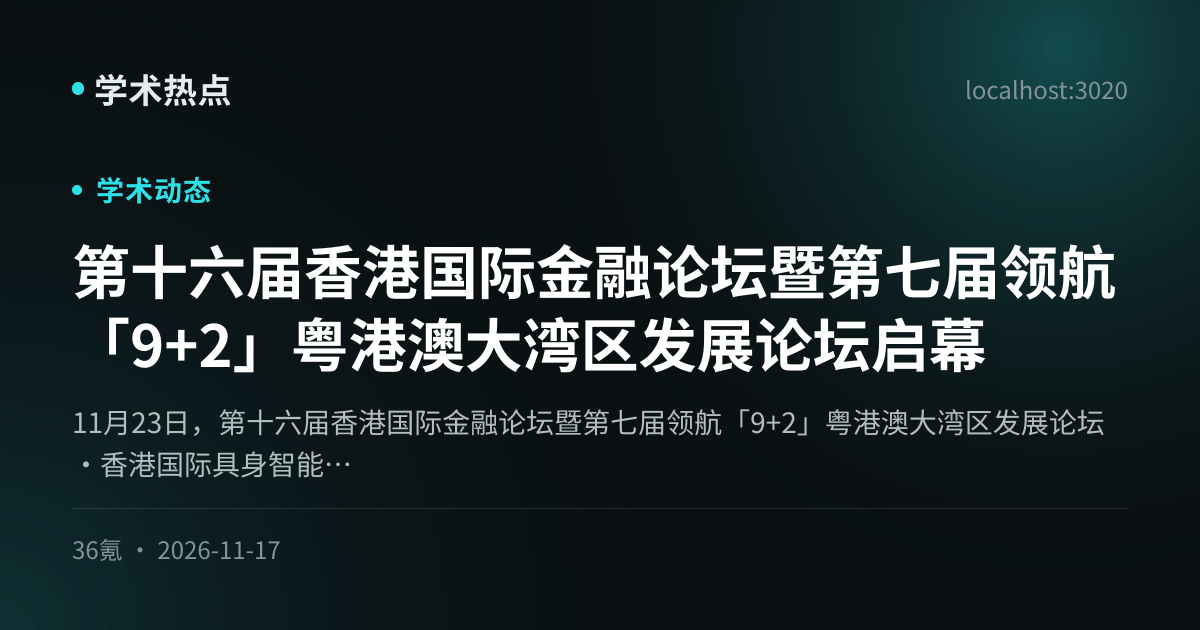 学术热点
localhost:3020
学术动态
第十六届香港国际金融论坛暨第七届领航
「9+2」粤港澳大湾区发展论坛启幕
11月23日，第十六届香港国际金融论坛暨第七届领航「9+2」粤港澳大湾区发展论坛
·香港国际具身智能…
36氪 · 2026-11-17